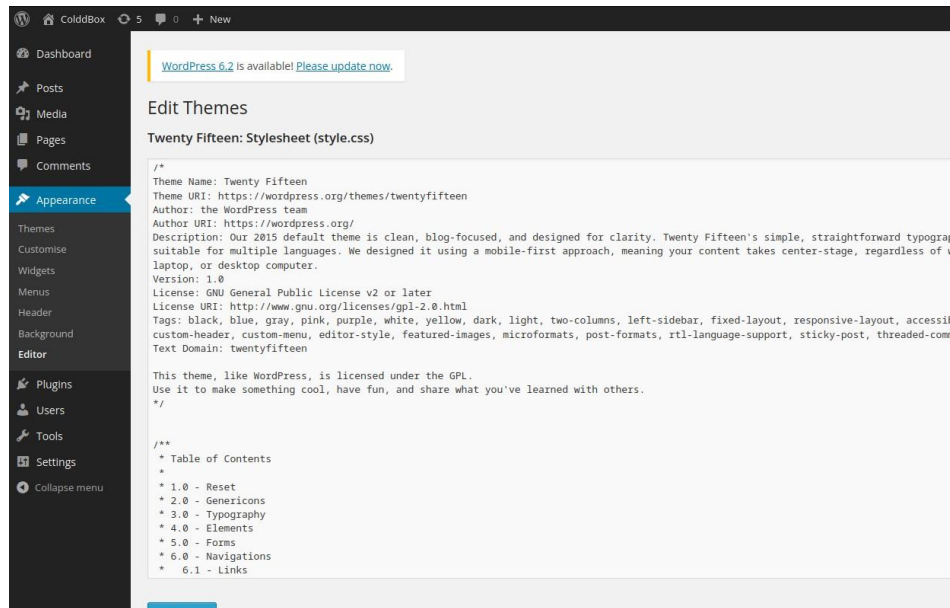 ColddBox 5 0 + New
Dashboard
Posts
Media
Pages
Comments
Appearance
Themes
Customise
Widgets
Menus
Header
Background
Editor
Plugins
Users
Tools
Settings
Collapse menu
WordPress 6.2 is available! Please update now.
Edit Themes
Twenty Fifteen: Stylesheet (style.css)
/*
Theme Name: Twenty Fifteen
Theme URI: https://wordpress.org/themes/twentyfifteen
Author: the WordPress team
Author URI: https://wordpress.org/
Description: Our 2015 default theme is clean, blog-focused, and designed for clarity. Twenty Fifteen's simple, straightforward typograp
suitable for multiple languages. We designed it using a mobile-first approach, meaning your content takes center-stage, regardless of
laptop, or desktop computer.
Version: 1.0
License: GNU General Public License v2 or later
License URI: http://www.gnu.org/licenses/gpl-2.0.html
Tags: black, blue, gray, pink, purple, white, yellow, dark, light, two-columns, left-sidebar, fixed-layout, responsive-layout, accessib
custom-header, custom-menu, editor-style, featured-images, microformats, post-formats, rtl-language-support, sticky-post, threaded-com
Text Domain: twentyfifteen
This theme, like WordPress, is licensed under the GPL.
Use it to make something cool, have fun, and share what you've learned with others.
*/
/**
* Table of Contents
*
* 1.0 - Reset
* 2.0 - Genericons
* 3.0 - Typography
* 4.0 - Elements
* 5.0 - Forms
* 6.0 - Navigations
* 6.1 - Links